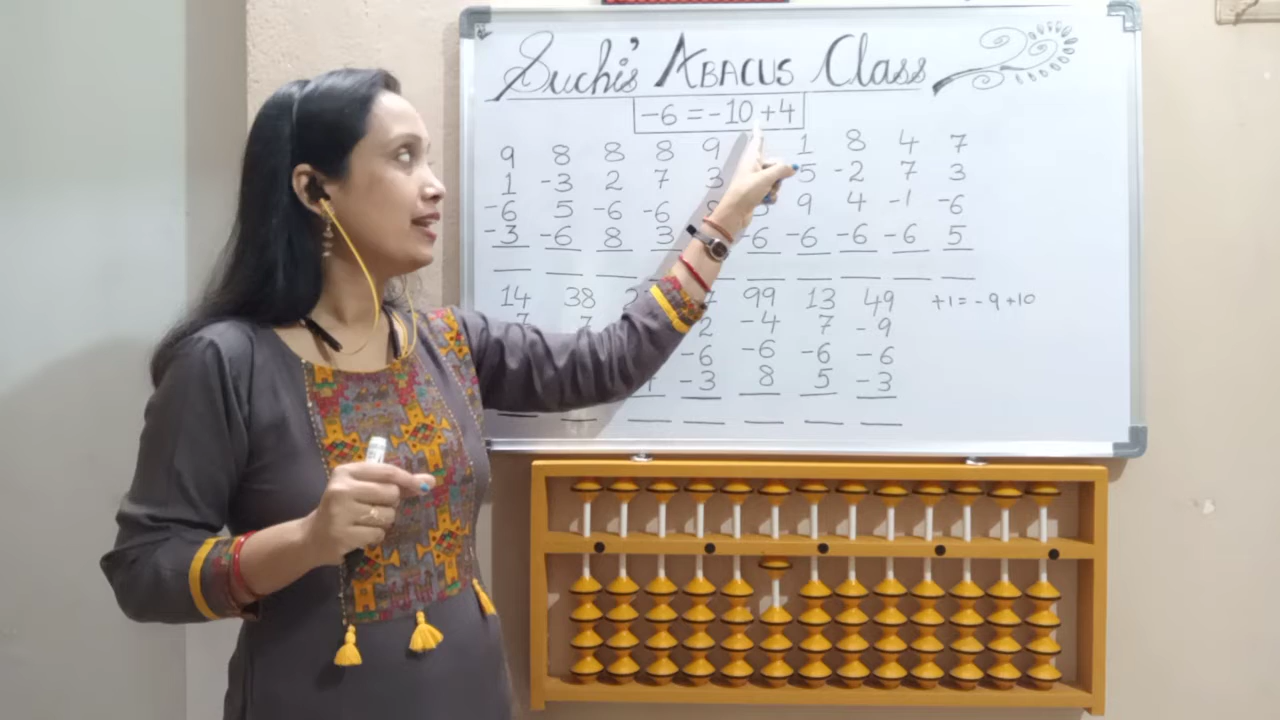 Suchi's ABACUS Class
-6 = -10 +4
9 8 8 8 9 1 8 4 7
1 -3 2 7 3 5 -2 7 3
-6 5 -6 -6 9 4 -1 -6
-3 -6 8 3 -6 -6 -6 -6 5
14 38 99 13 49 +1 = -9 +10
2 -4 7 -9
-6 -6 -6 -6
-3 8 5 -3